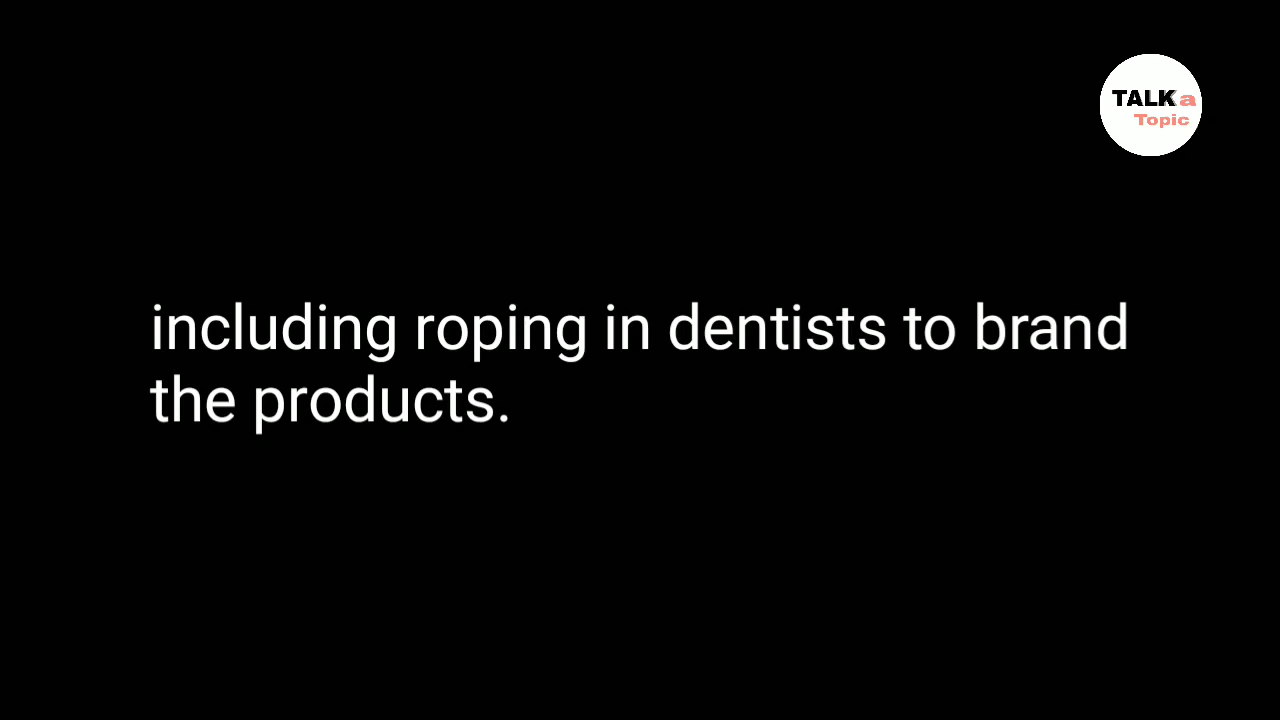 TALK a
Topic
including roping in dentists to brand
the products.